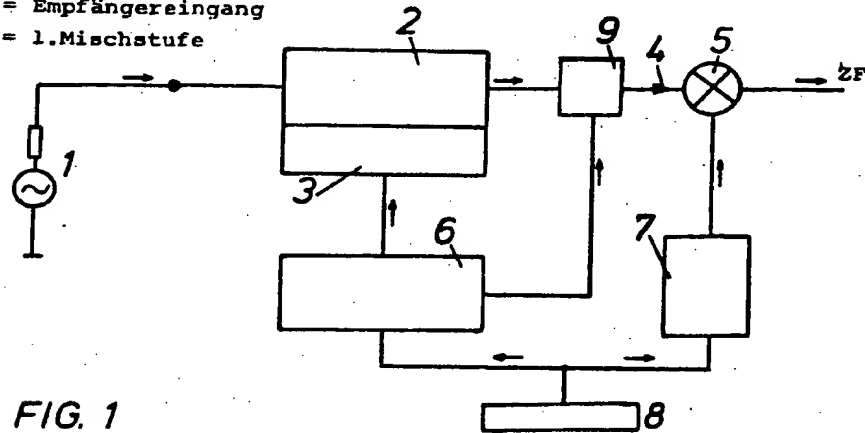 = Empfängereingang
= 1.Mischstufe
2
9
4
5
ZF
1
3
6
7
8
FIG. 1